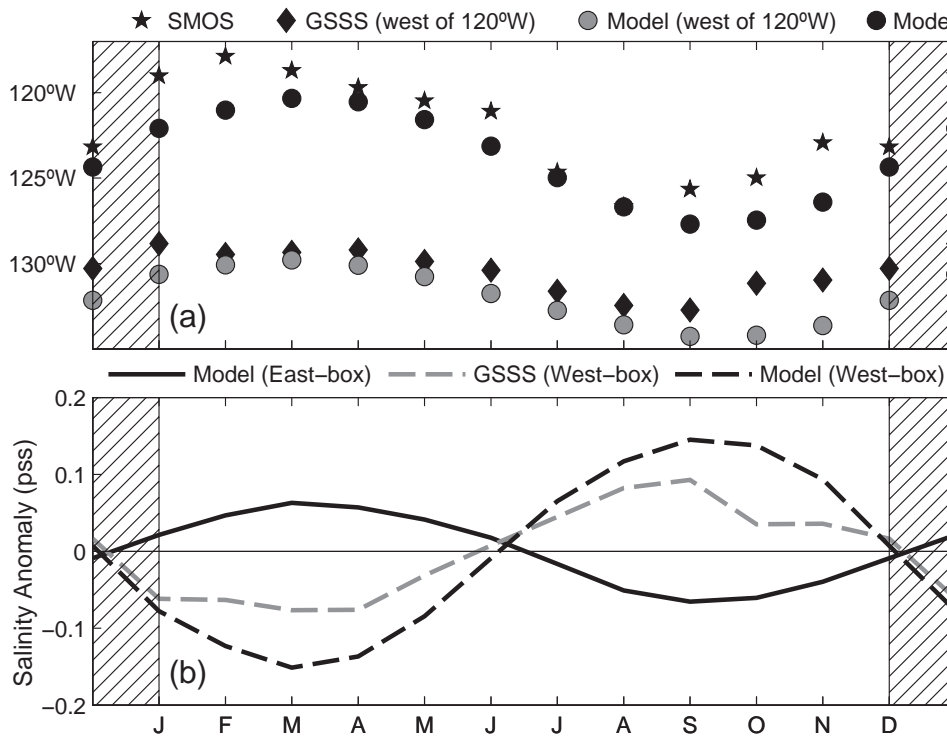 SMOS GSSS (west of 120ºW) Model (west of 120ºW) Mode
120ºW
125ºW
130ºW
(a)
Model (East−box) GSSS (West−box) Model (West−box)
0.2
0.1
0
−0.1
−0.2
Salinity Anomaly (pss)
(b)
J F M A M J J A S O N D